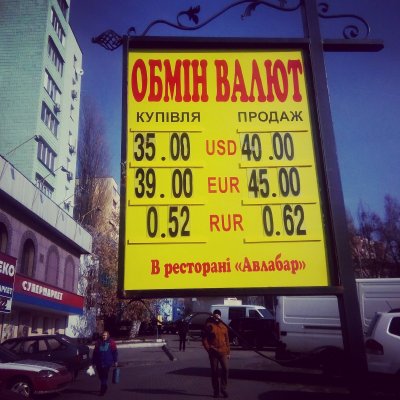 ОБМІН ВАЛЮТ
КУПІВЛЯ ПРОДАЖ
35.00 USD 40.00
39.00 EUR 45.00
0.52 RUR 0.62
В ресторані «Авлабар»
СУПЕРМАРКЕТ